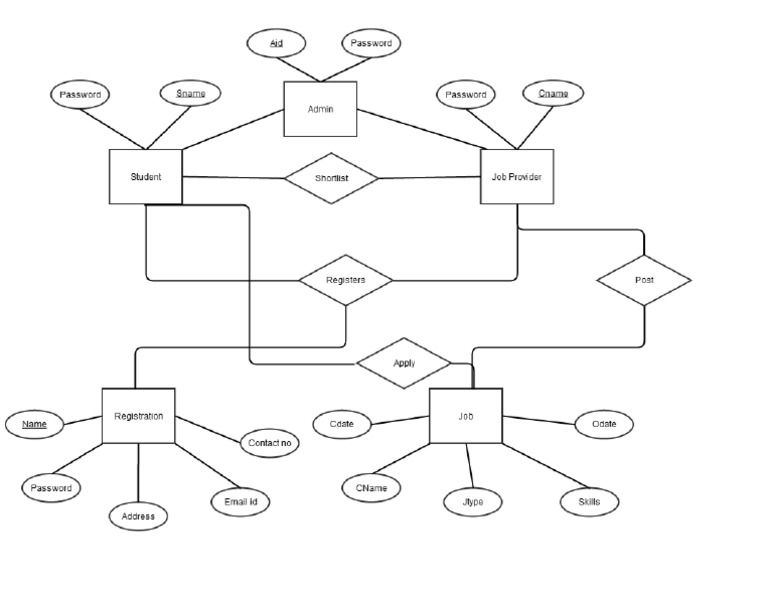 Aid
Password
Password
Sname
Admin
Password
Cname
Student
Shortlist
Job Provider
Registers
Post
Apply
Registration
Job
Name
Contact no
Cdate
Odate
Password
Address
Email id
CName
Jtype
Skills